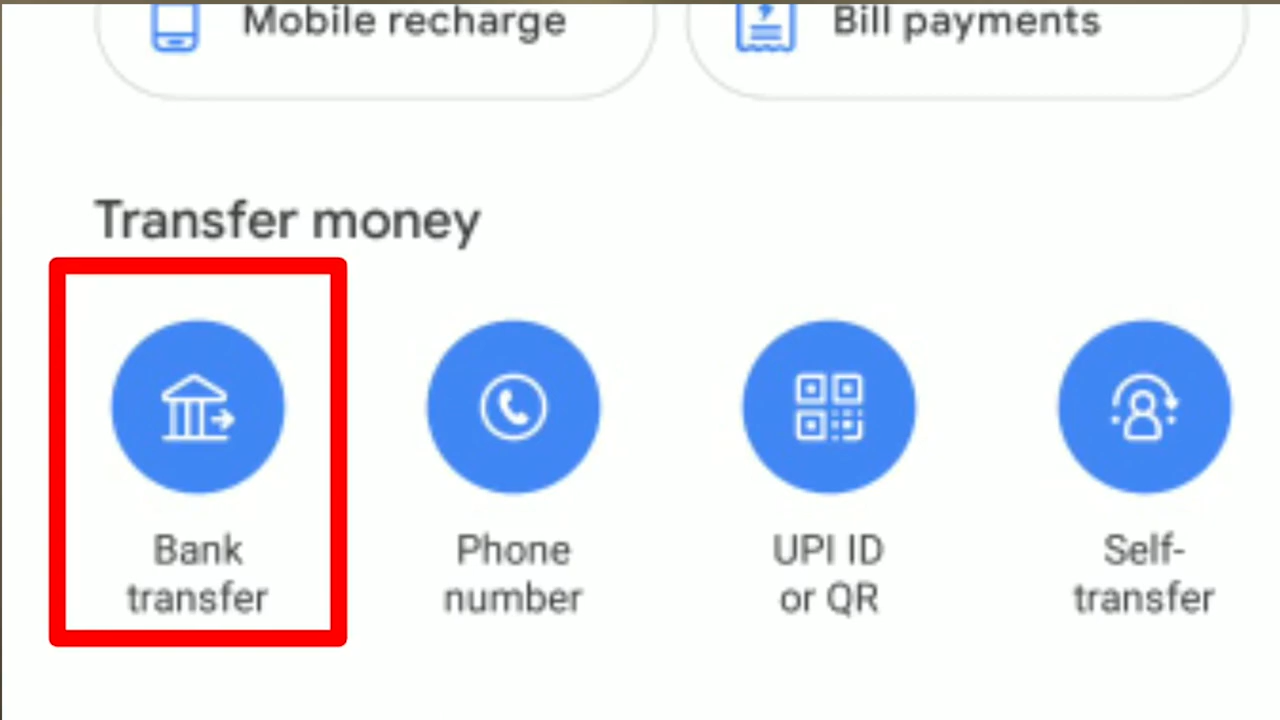 Mobile recharge
Bill payments
Transfer money
Bank
transfer
Phone
number
UPI ID
or QR
Self-
transfer